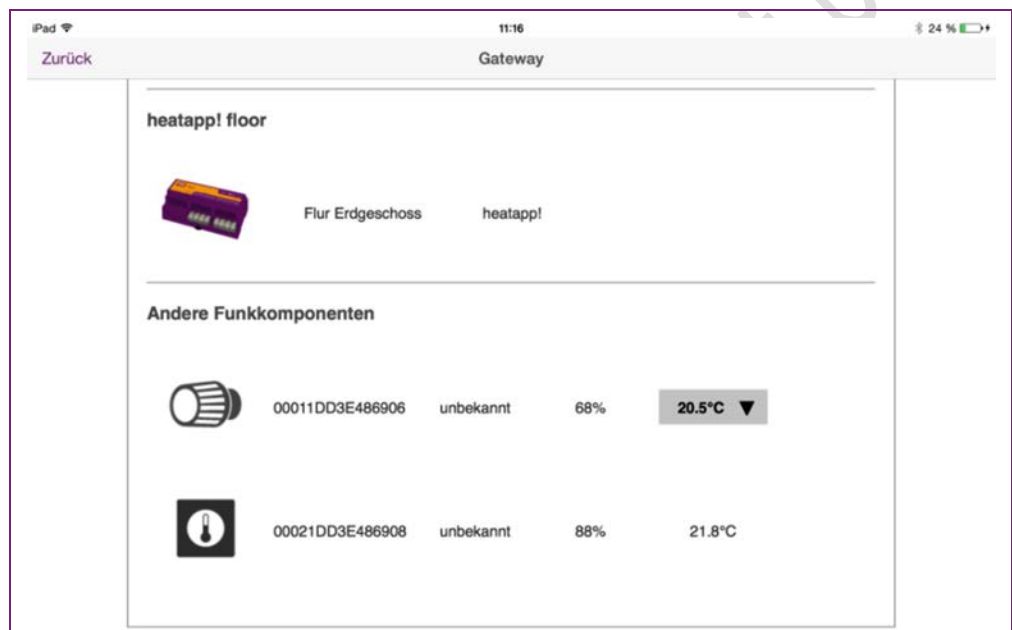 iPad 11:16 24 %
Zurück Gateway
heatapp! floor
Flur Erdgeschoss heatapp!
Andere Funkkomponenten
00011DD3E486906 unbekannt 68% 20.5°C ▼
00021DD3E486908 unbekannt 88% 21.8°C